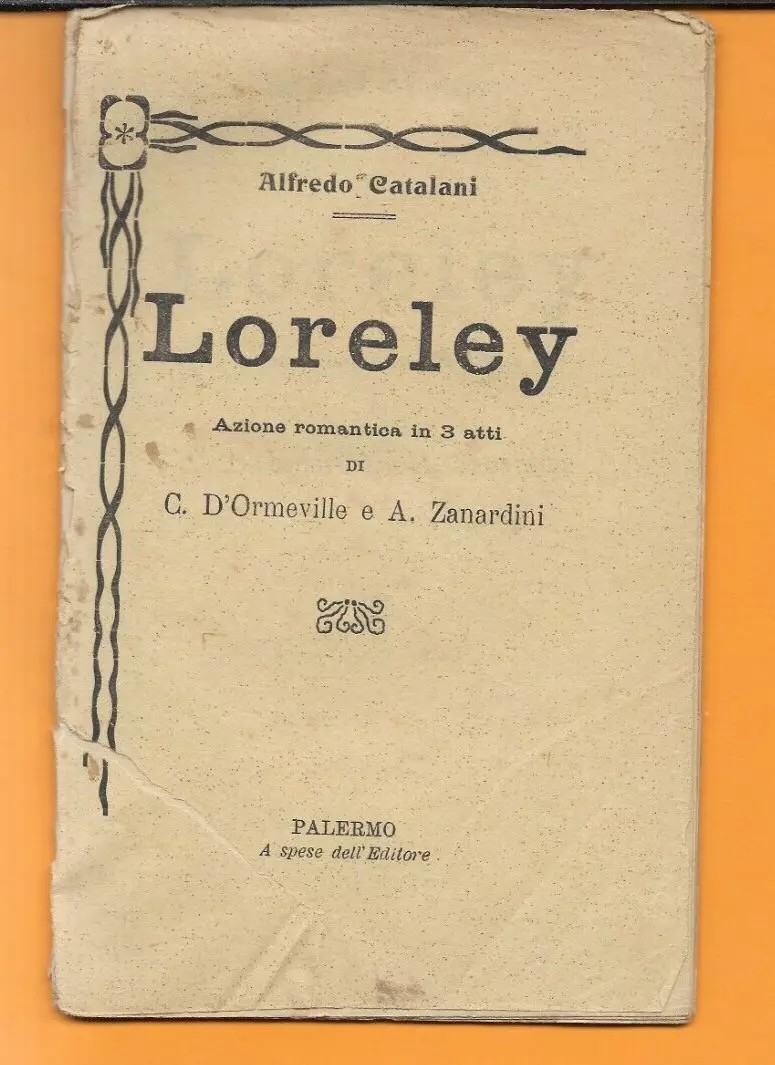 Alfredo Catalani
Loreley
Azione romantica in 3 atti
DI
C. D'Ormeville e A. Zanardini
PALERMO
A spese dell'Editore